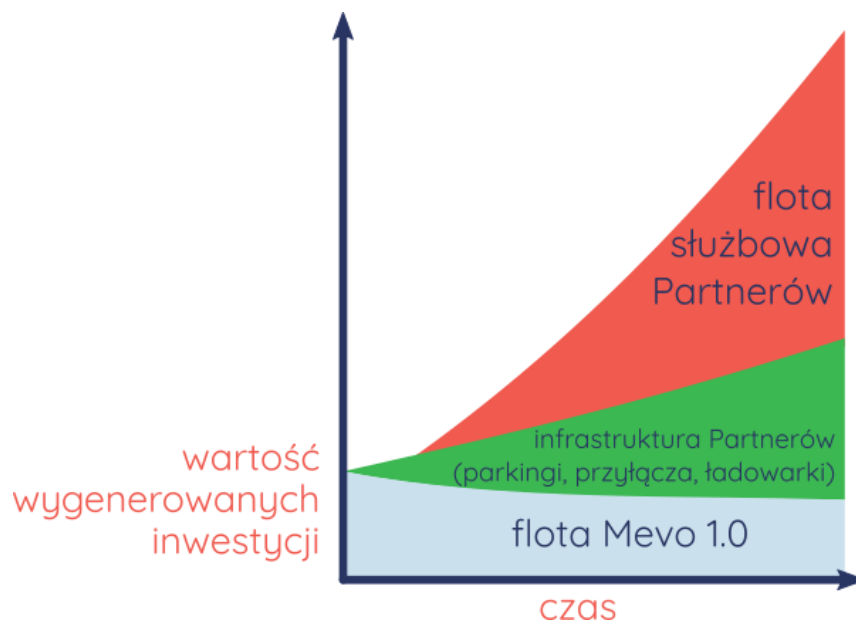 flota
służbowa
Partnerów
infrastruktura Partnerów
(parkingi, przyłącza, ładowarki)
wartość
wygenerowanych
inwestycji
flota Mevo 1.0
czas